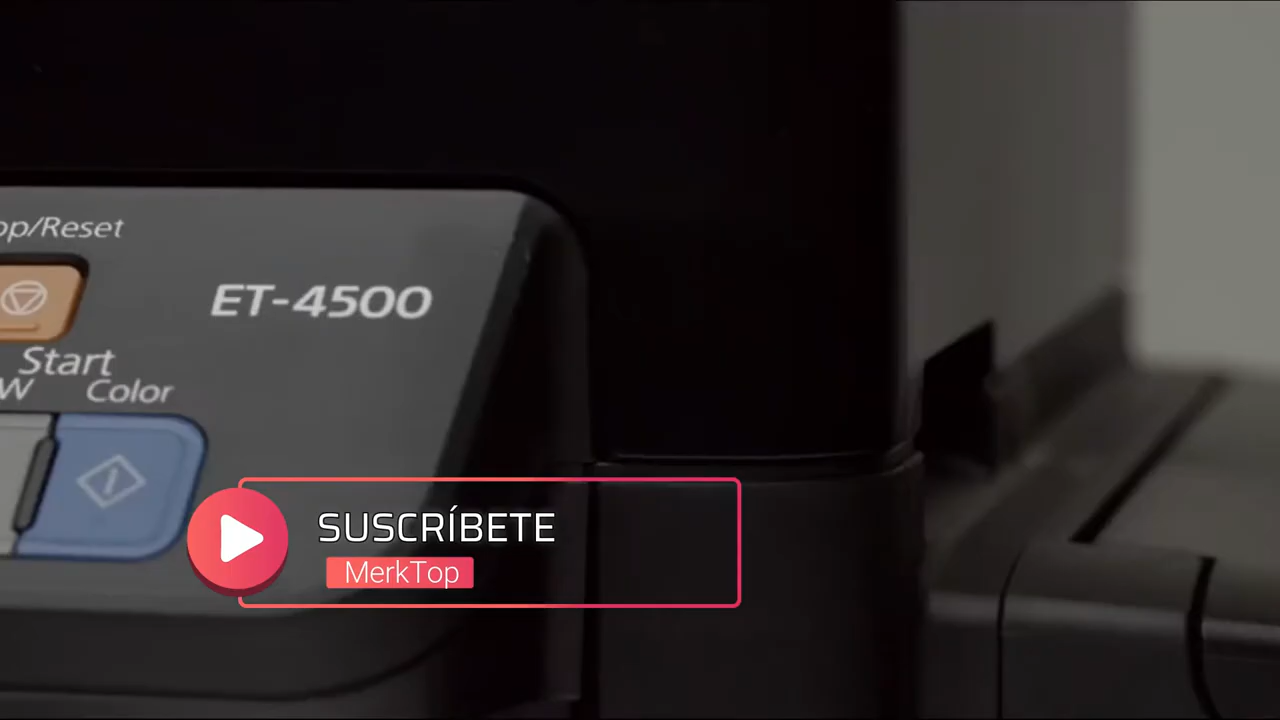 op/Reset
ET-4500
Start
W Color
SUSCRÍBETE
MerkTop